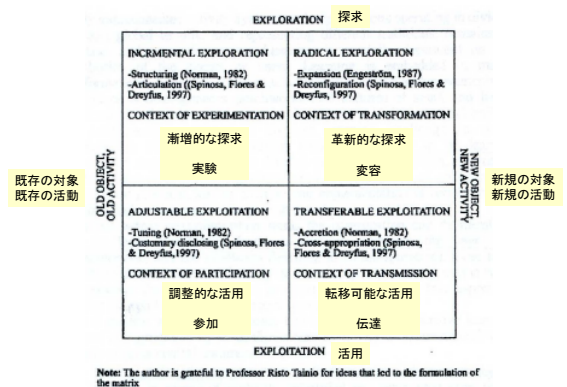 EXPLORATION 探求
INCRMENTAL EXPLORATION
-Structuring (Norman, 1982)
-Articulation ((Spinosa, Flores &
Dreyfus, 1997)
CONTEXT OF EXPERIMENTATION
漸増的な探求
実験
RADICAL EXPLORATION
-Expansion (Engeström, 1987)
-Reconfiguration (Spinosa, Flores &
Dreyfus, 1997)
CONTEXT OF TRANSFORMATION
革新的な探求
変容
既存の対象
既存の活動
OLD OBJECT,
OLD ACTIVITY
NEW OBJECT,
NEW ACTIVITY
新規の対象
新規の活動
ADJUSTABLE EXPLOITATION
-Tuning (Norman, 1982)
-Customary disclosing (Spinosa, Flores
& Dreyfus,1997)
CONTEXT OF PARTICIPATION
調整的な活用
参加
TRANSFERABLE EXPLOITATION
-Accretion (Norman, 1982)
-Cross-appropriation (Spinosa,
Flores & Dreyfus, 1997)
CONTEXT OF TRANSMISSION
転移可能な活用
伝達
EXPLOITATION 活用
Note: The author is grateful to Professor Risto Tainio for ideas that led to the formulation of
the matrix